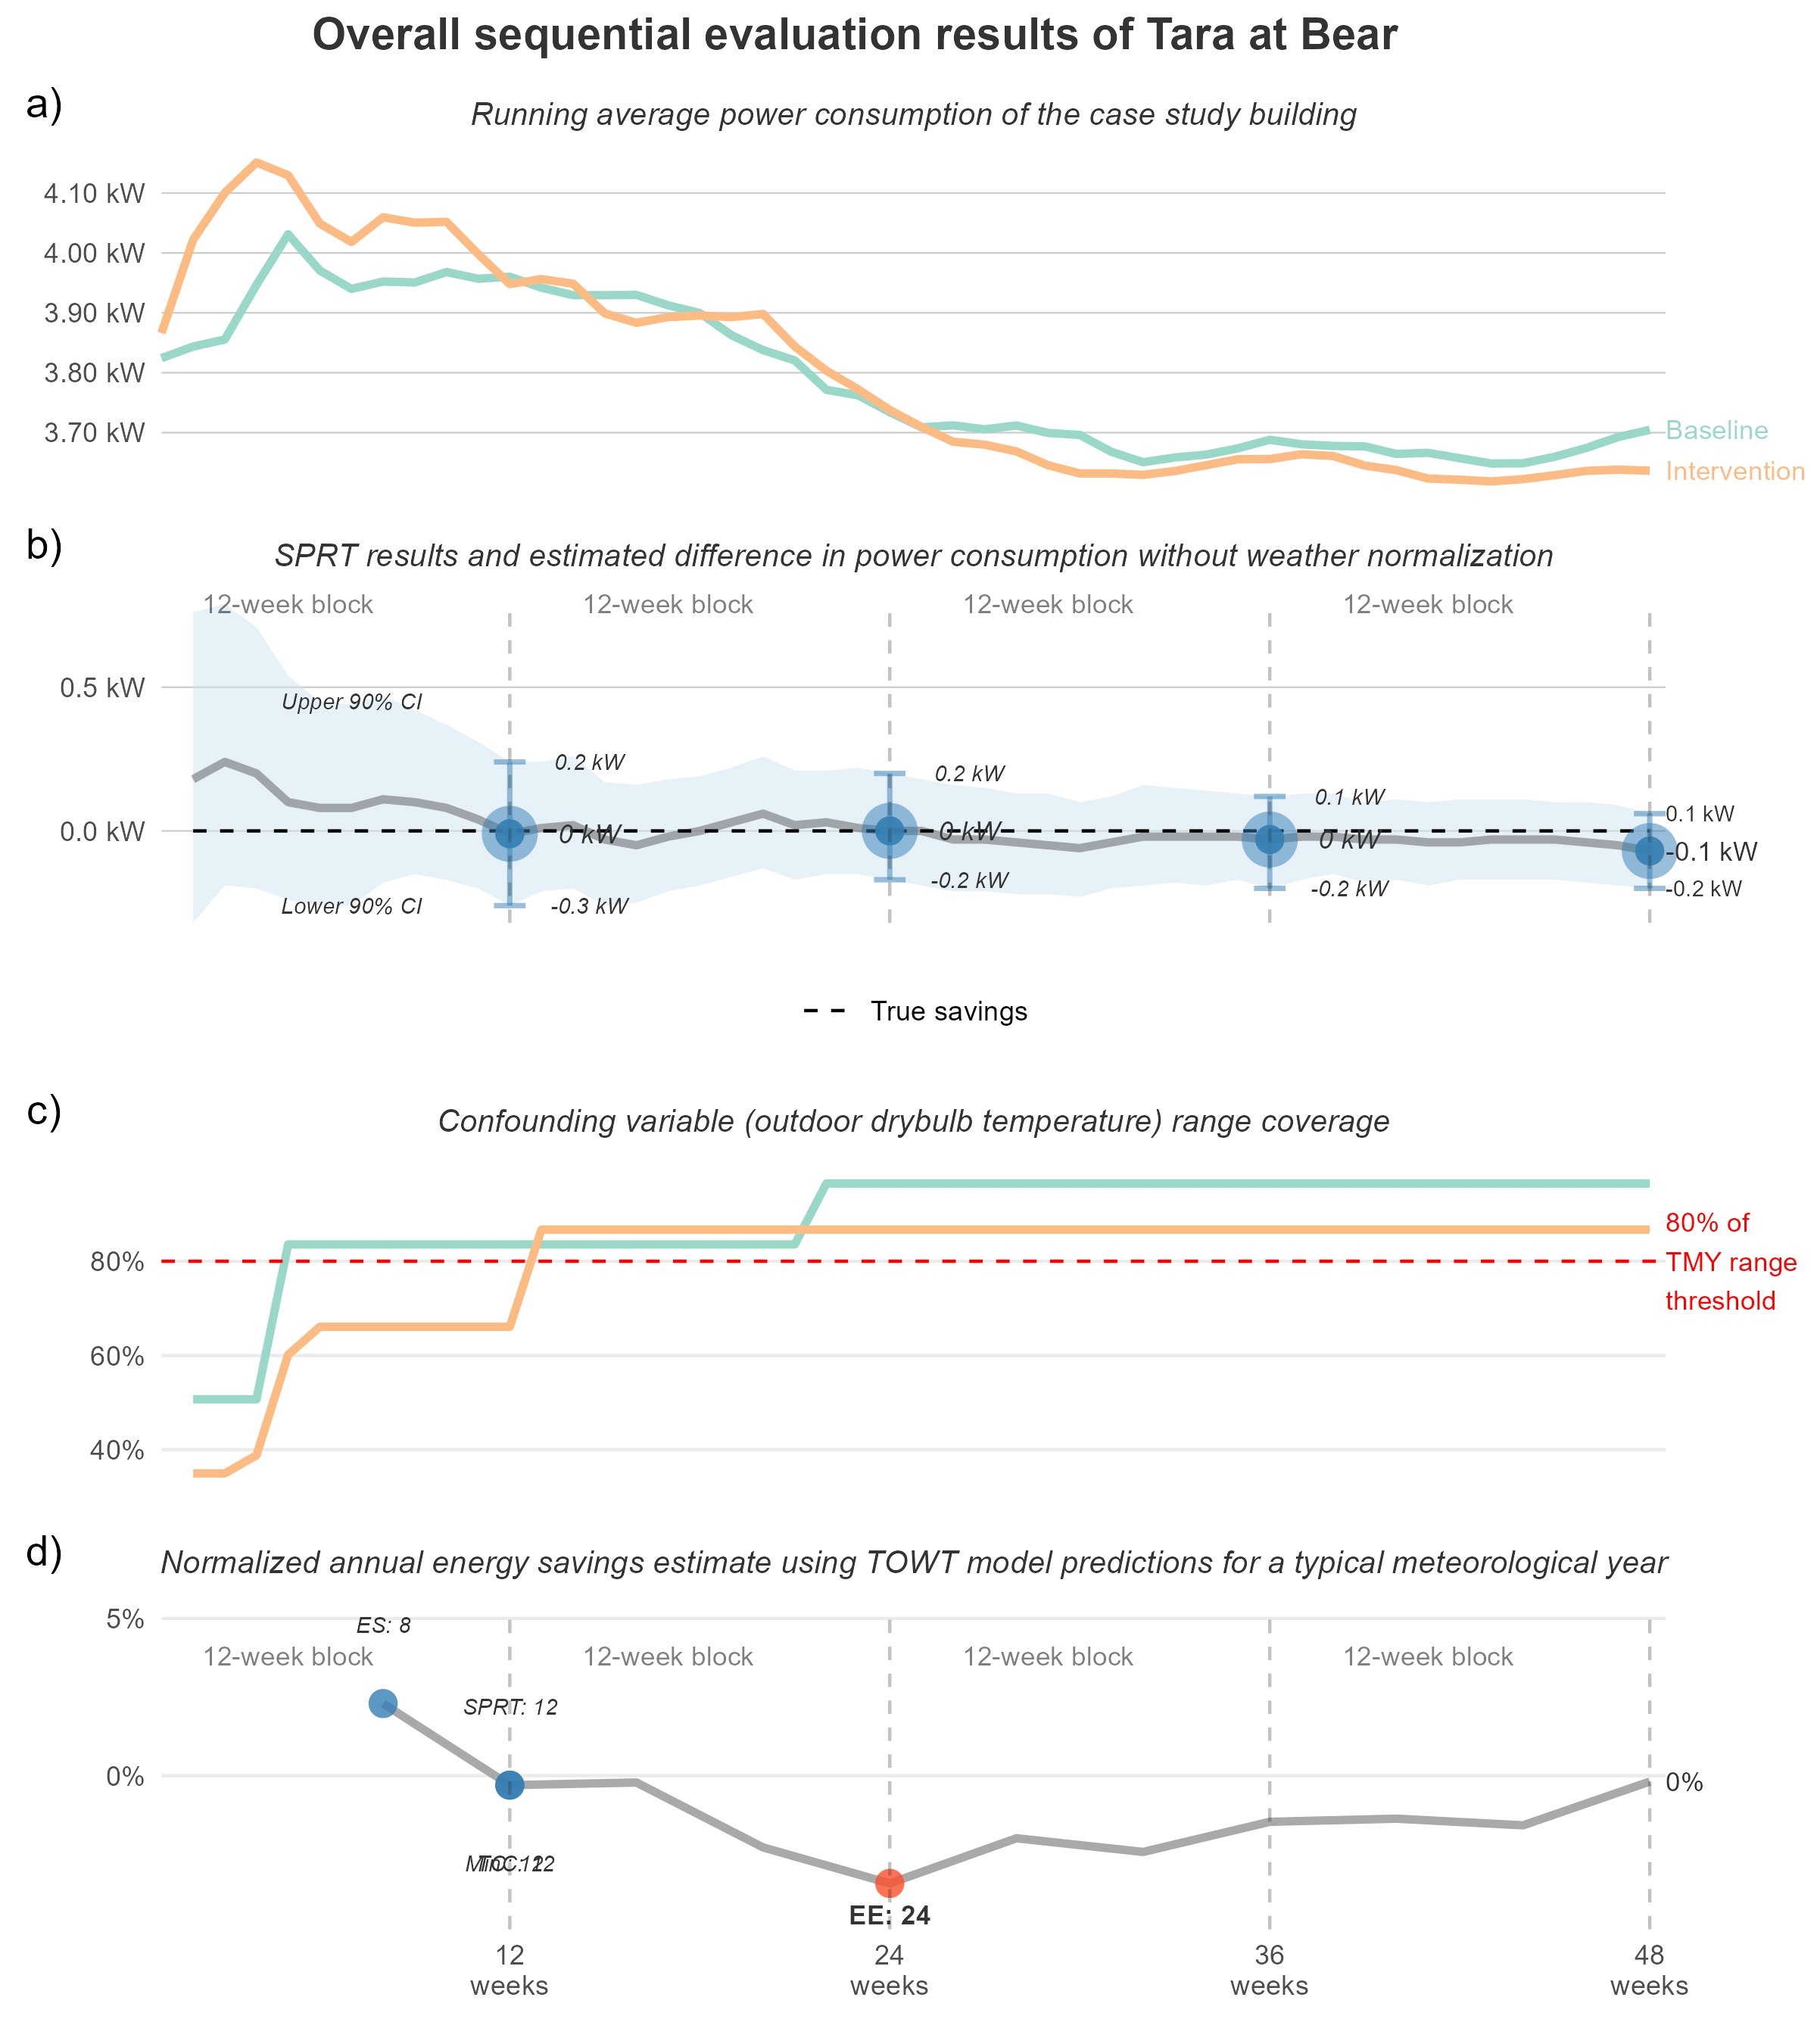 Overall sequential evaluation results of Tara at Bear
a)
Running average power consumption of the case study building
4.10 kW
4.00 kW
3.90 kW
3.80 kW
3.70 kW
Baseline
Intervention
b)
SPRT results and estimated difference in power consumption without weather normalization
12-week block 12-week block 12-week block 12-week block
0.5 kW
Upper 90% CI
0.2 kW 0.2 kW 0.1 kW 0.1 kW
0.0 kW
0 kW 0 kW 0 kW -0.1 kW
Lower 90% CI
-0.3 kW -0.2 kW -0.2 kW -0.2 kW
True savings
c)
Confounding variable (outdoor drybulb temperature) range coverage
80%
60%
40%
80% of
TMY range
threshold
d)
Normalized annual energy savings estimate using TOWT model predictions for a typical meteorological year
5%
ES: 8
12-week block 12-week block 12-week block 12-week block
SPRT: 12
0%
0%
EE: 24
12 24 36 48
weeks weeks weeks weeks